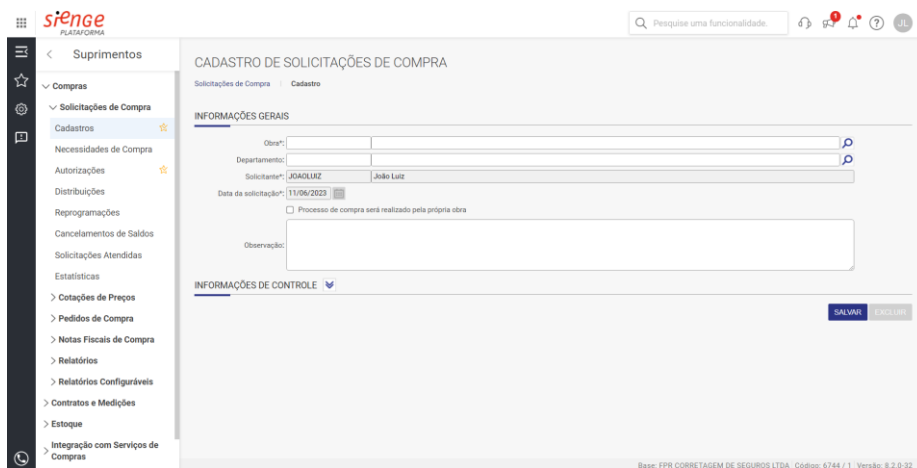 sienge
PLATAFORMA
Pesquise uma funcionalidade.
1
?
JL
Suprimentos
Compras
Solicitações de Compra
Cadastros
Necessidades de Compra
Autorizações
Distribuições
Reprogramações
Cancelamentos de Saldos
Solicitações Atendidas
Estatísticas
Cotações de Preços
Pedidos de Compra
Notas Fiscais de Compra
Relatórios
Relatórios Configuráveis
Contratos e Medições
Estoque
Integração com Serviços de
Compras
CADASTRO DE SOLICITAÇÕES DE COMPRA
Solicitações de Compra | Cadastro
INFORMAÇÕES GERAIS
Obra*:
Departamento:
Solicitante*: JOAOLUIZ João Luiz
Data da solicitação*: 11/06/2023
Processo de compra será realizado pela própria obra
Observação:
INFORMAÇÕES DE CONTROLE
SALVAR EXCLUIR
Base: FPR CORRETAGEM DE SEGUROS LTDA Código: 6744 / 1 Versão: 8.2.0-32